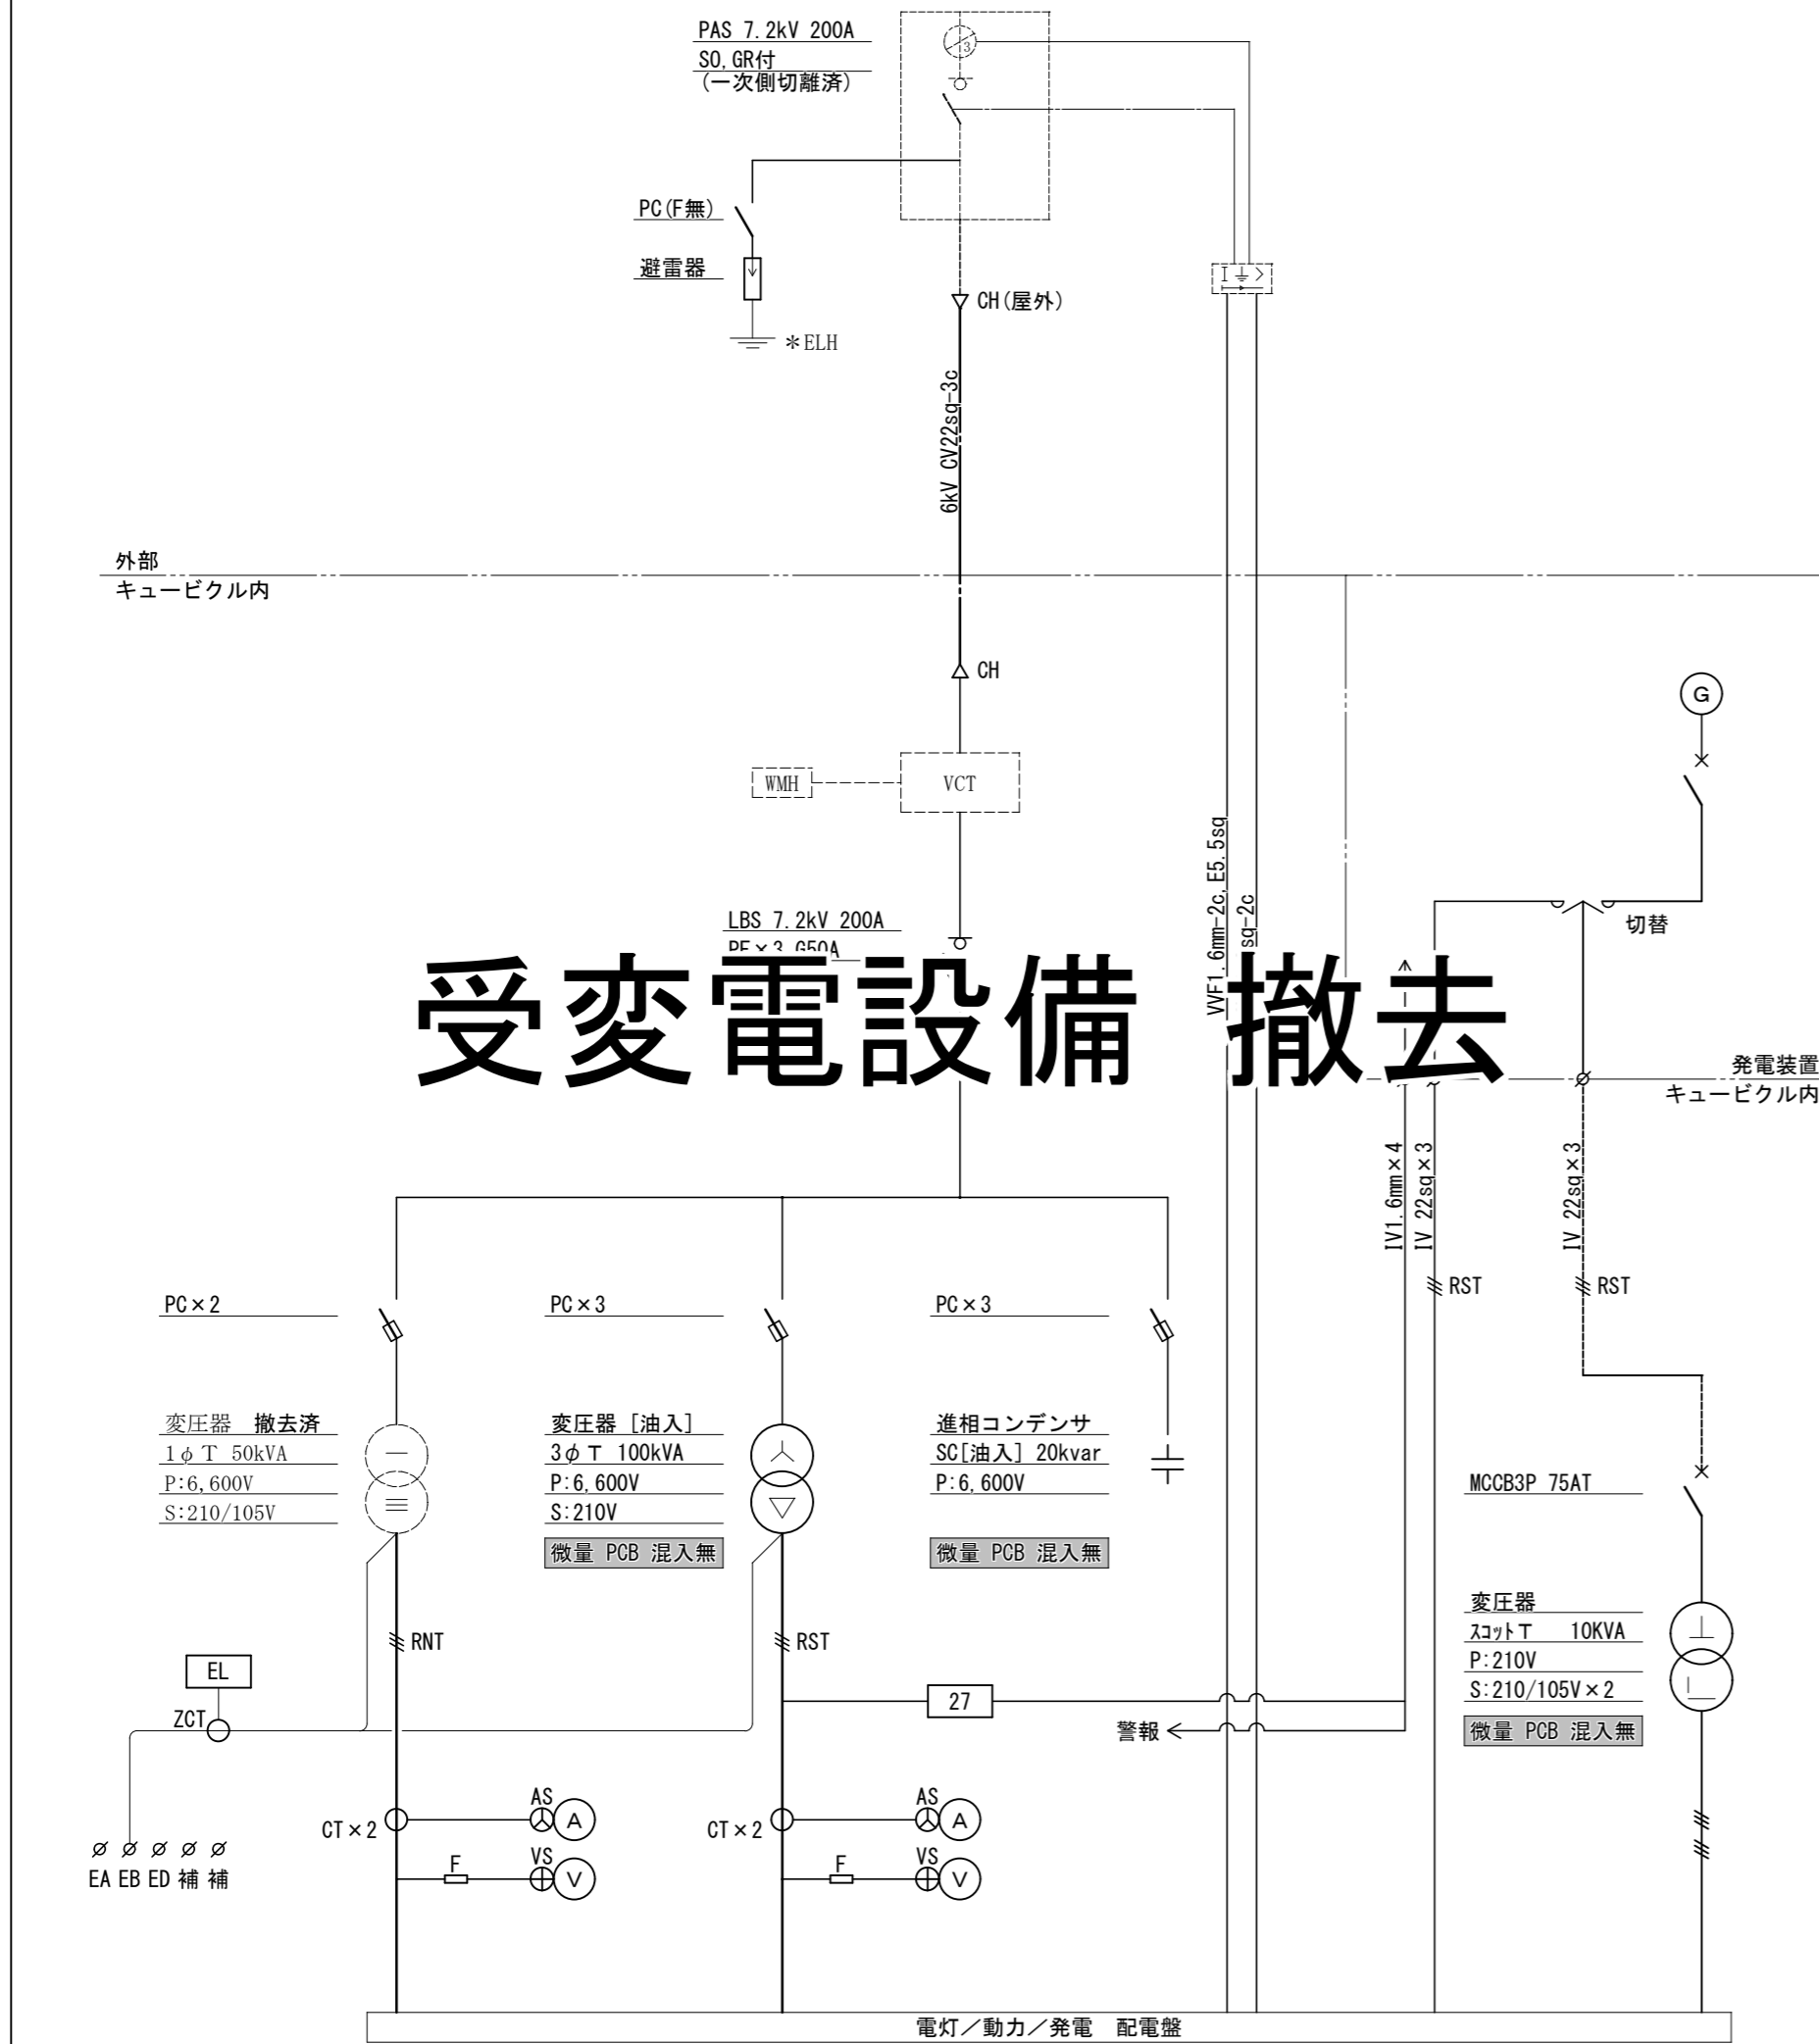 PAS 7.2kV 200A
SO,GR付
(一次側切離済)
3
PC(F無)
避雷器
I >
CH(屋外)
*ELH
6kV CV22sq-3c
外部
キュービクル内
CH
G
WMH
VCT
VVF1.6mm-2c, E5.5sq
sq-2c
LBS 7.2kV 200A
PF×3 G50A
切替
受変電設備 撤去
発電装置
キュービクル内
IV1.6mm×4
IV 22sq×3
IV 22sq×3
RST
RST
PC×2
PC×3
PC×3
変圧器 撤去済
1φT 50kVA
P:6,600V
S:210/105V
変圧器 [油入]
3φT 100kVA
P:6,600V
S:210V
微量 PCB 混入無
進相コンデンサ
SC[油入] 20kvar
P:6,600V
微量 PCB 混入無
MCCB3P 75AT
変圧器
スコットT 10KVA
P:210V
S:210/105V×2
微量 PCB 混入無
RNT
RST
EL
ZCT
27
警報
CT×2
AS
A
F
VS
V
CT×2
AS
A
F
VS
V
EA EB ED 補 補
電灯/動力/発電 配電盤